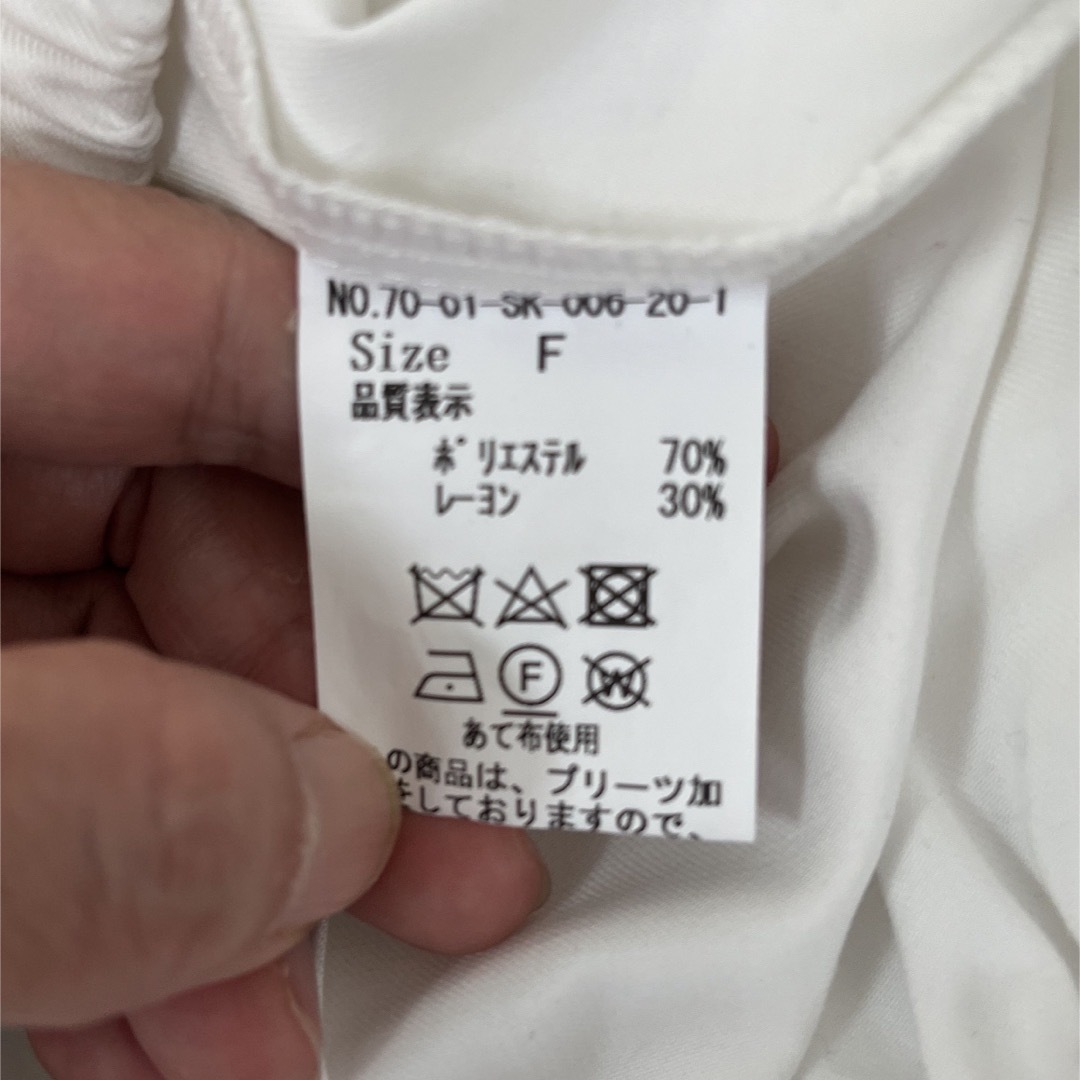 NO.70-01-SK-006-20-1
Size F
品質表示
ポリエステル 70%
レーヨン 30%
F
W
あて布使用
の商品は、プリーツ加
をしておりますので、